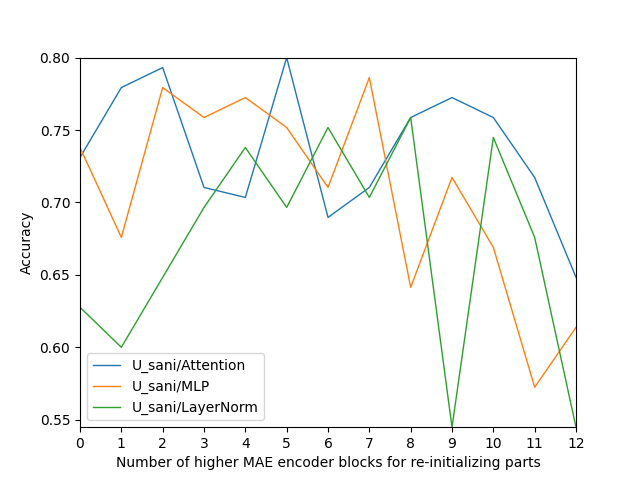 0.80
0.75
0.70
0.65
0.60
0.55
Accuracy
U_sani/Attention
U_sani/MLP
U_sani/LayerNorm
0 1 2 3 4 5 6 7 8 9 10 11 12
Number of higher MAE encoder blocks for re-initializing parts